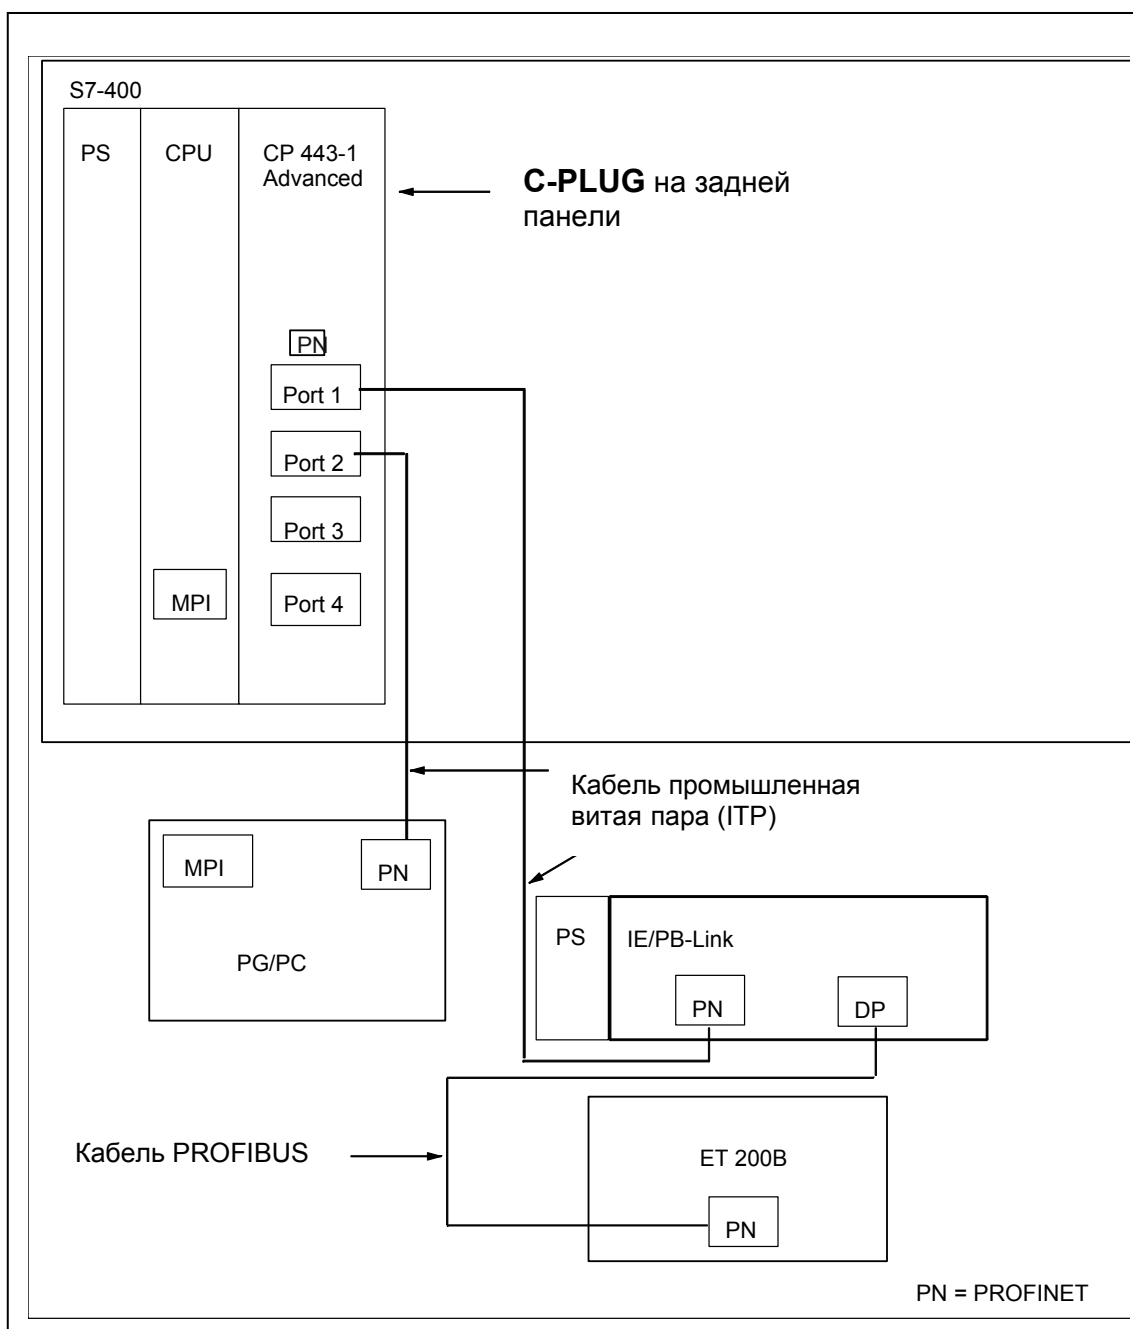 S7-400
PS
CPU
CP 443-1
Advanced
C-PLUG на задней
панели
PN
Port 1
Port 2
Port 3
MPI
Port 4
Кабель промышленная
витая пара (ITP)
MPI
PN
PG/PC
PS
IE/PB-Link
PN
DP
Кабель PROFIBUS
ET 200B
PN
PN = PROFINET